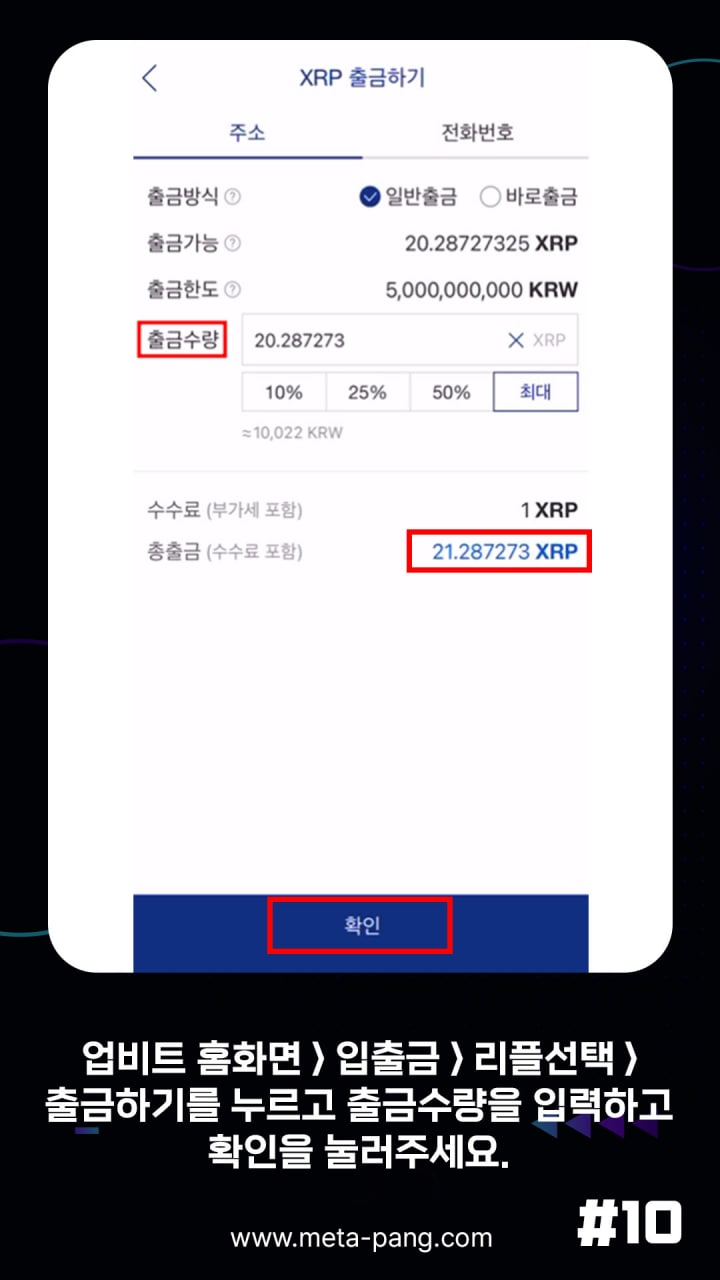 XRP 출금하기
주소 전화번호
출금방식 ? 일반출금 바로출금
출금가능 ? 20.28727325 XRP
출금한도 ? 5,000,000,000 KRW
출금수량 20.287273 XRP
10% 25% 50% 최대
≈10,022 KRW
수수료 (부가세 포함) 1 XRP
총출금 (수수료 포함) 21.287273 XRP
확인
업비트 홈화면 > 입출금 > 리플선택 >
출금하기를 누르고 출금수량을 입력하고
확인을 눌러주세요.
#10
www.meta-pang.com